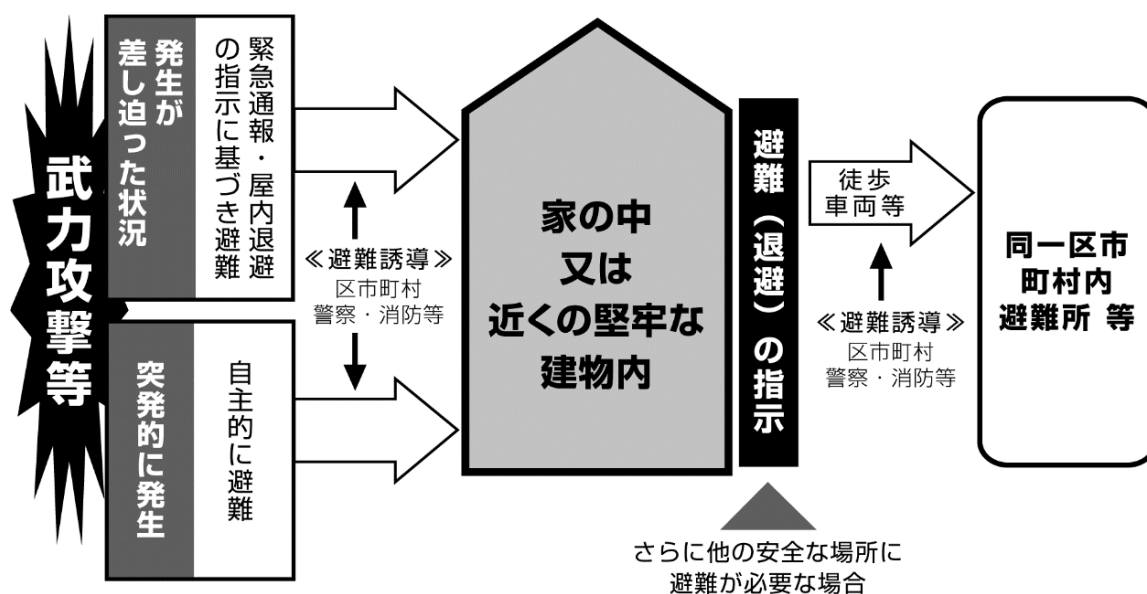 武力攻撃等
発生が
差し迫った状況
緊急通報・屋内退避
の指示に基づき避難
突発的に発生
自主的に避難
≪避難誘導≫
区市町村
警察・消防等
家の中
又は
近くの堅牢な
建物内
避難（退避）の指示
さらに他の安全な場所に
避難が必要な場合
徒歩
車両等
≪避難誘導≫
区市町村
警察・消防等
同一区市
町村内
避難所 等